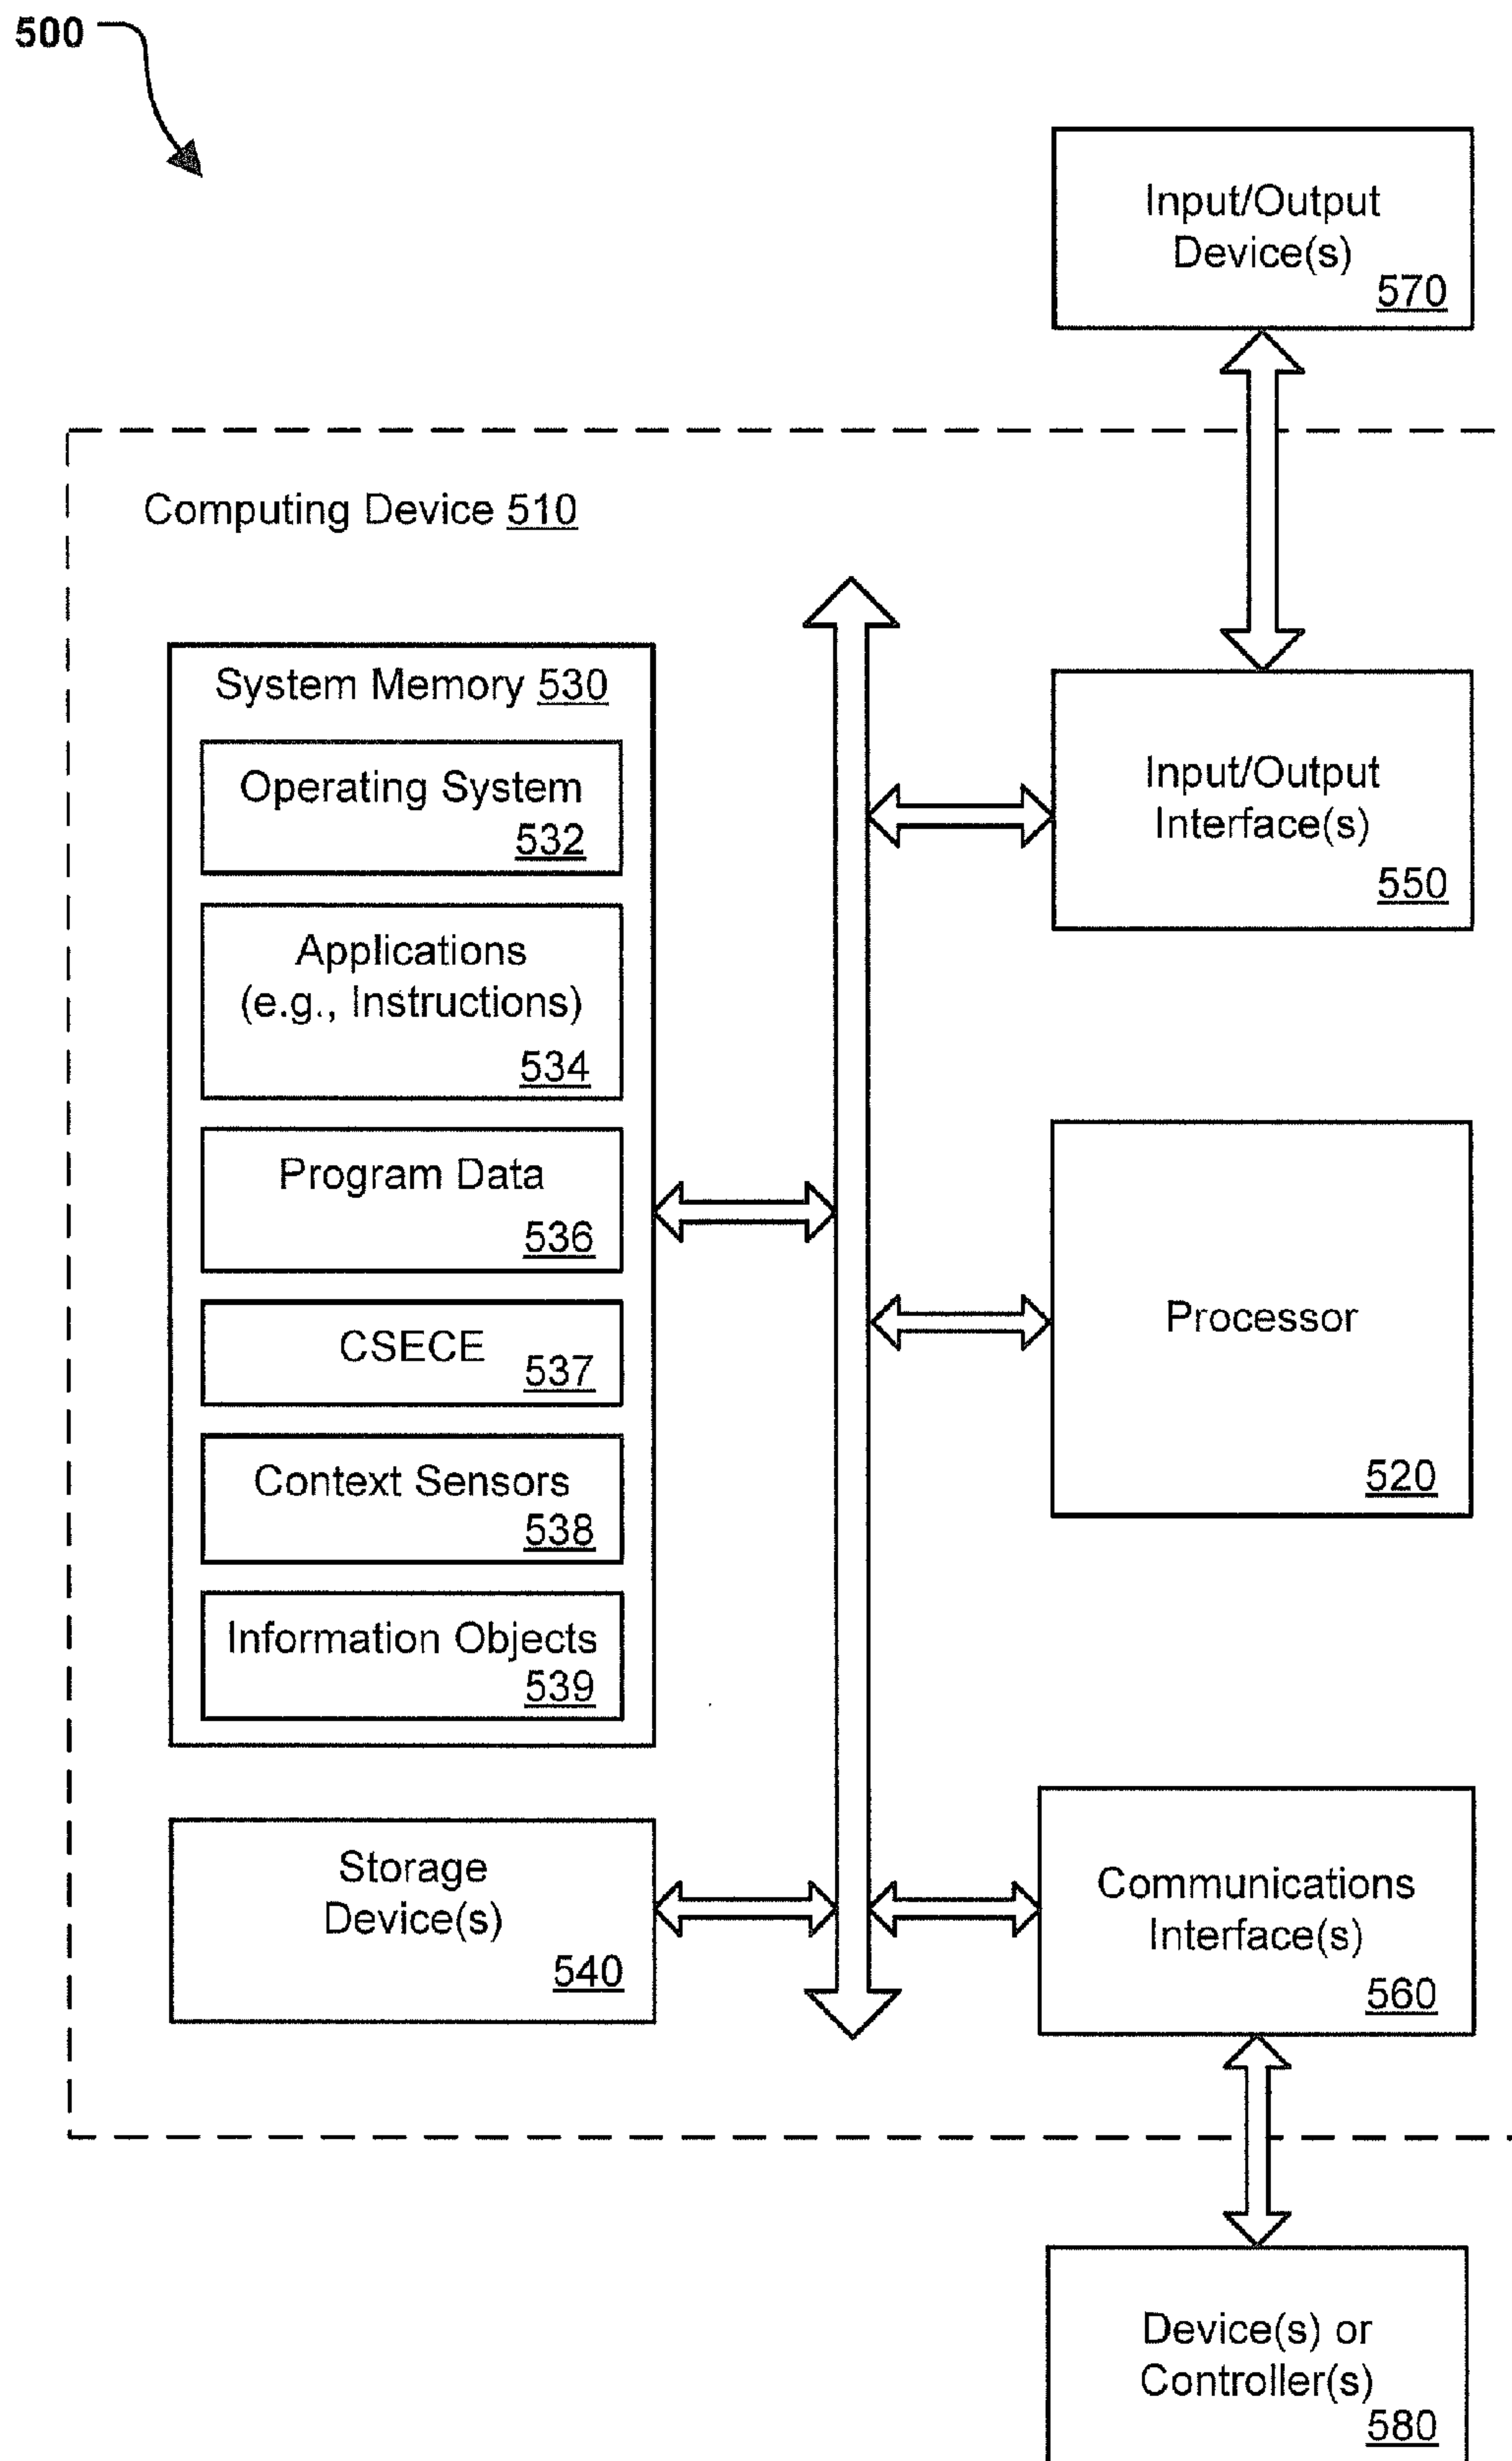 500
Input/Output
Device(s)
570
Computing Device 510
System Memory 530
Operating System
532
Applications
(e.g., Instructions)
534
Program Data
536
CSECE
537
Context Sensors
538
Information Objects
539
Storage
Device(s)
540
Input/Output
Interface(s)
550
Processor
520
Communications
Interface(s)
560
Device(s) or
Controller(s)
580